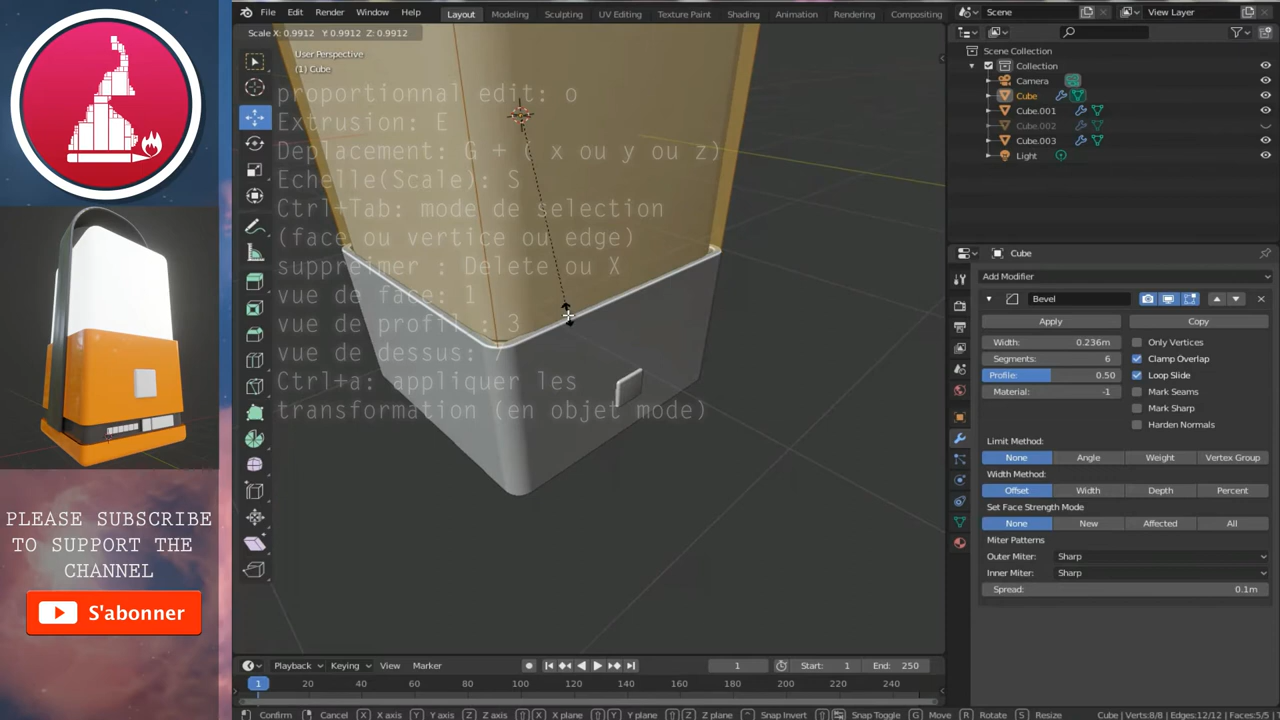 File Edit Render Window Help
Layout Modeling Sculpting UV Editing Texture Paint Shading Animation Rendering Compositing
Scene
View Layer
Scale X: 0.9912 Y: 0.9912 Z: 0.9912
User Perspective
(1) Cube
proportionnal edit: o
Extrusion: E
Deplacement: G + ( x ou y ou z)
Echelle(Scale): S
Ctrl+Tab: mode de selection
(face ou vertice ou edge)
suppreimer : Delete ou X
vue de face: 1
vue de profil : 3
vue de dessus: 7
Ctrl+a: appliquer les
transformation (en objet mode)
Scene Collection
Collection
Camera
Cube
Cube.001
Cube.002
Cube.003
Light
Cube
Add Modifier
Bevel
Apply Copy
Width: 0.236m Only Vertices
Segments: 6 Clamp Overlap
Profile: 0.50 Loop Slide
Material: -1 Mark Seams
Mark Sharp
Harden Normals
Limit Method:
None Angle Weight Vertex Group
Width Method:
Offset Width Depth Percent
Set Face Strength Mode
None New Affected All
Miter Patterns
Outer Miter: Sharp
Inner Miter: Sharp
Spread: 0.1m
PLEASE SUBSCRIBE
TO SUPPORT THE
CHANNEL
S'abonner
Playback Keying View Marker
1 Start: 1 End: 250
1 20 40 60 80 100 120 140 160 180 200 220 240
Confirm Cancel X X axis Y Y axis Z Z axis X X plane Y Y plane Z Z plane Snap Invert Snap Toggle G Move R Rotate S Resize
Cube | Verts:8/8 | Edges:12/12 | Faces:5/5